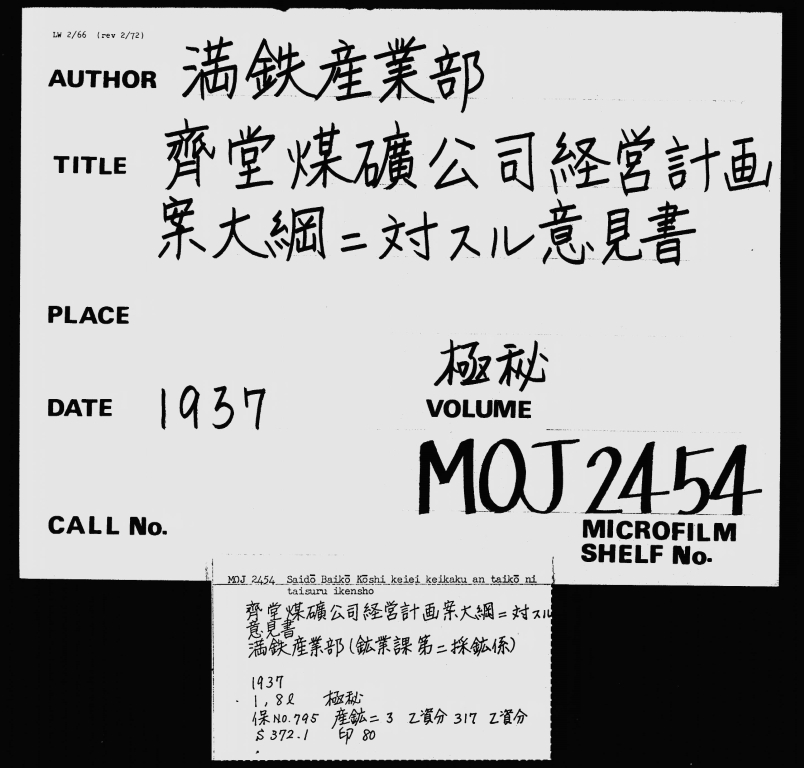 LW 2/66 (rev 2/72)
AUTHOR 満鉄産業部
TITLE 齊堂煤礦公司経営計画
案大綱ニ対スル意見書
PLACE
極秘
DATE 1937
VOLUME
MOJ 2454
CALL No.
MICROFILM
SHELF No.
MOJ 2454 Saidō Baikō Kōshi keiei keikaku an taikō ni
taisuru ikensho
齊堂煤礦公司経営計画案大綱ニ対スル
意見書
満鉄産業部(鉱業課第二採鉱係)
1937
1, 8ℓ 極秘
保NO.795 産鉱ニ3 乙資分317 乙資分
S 372.1 印 80